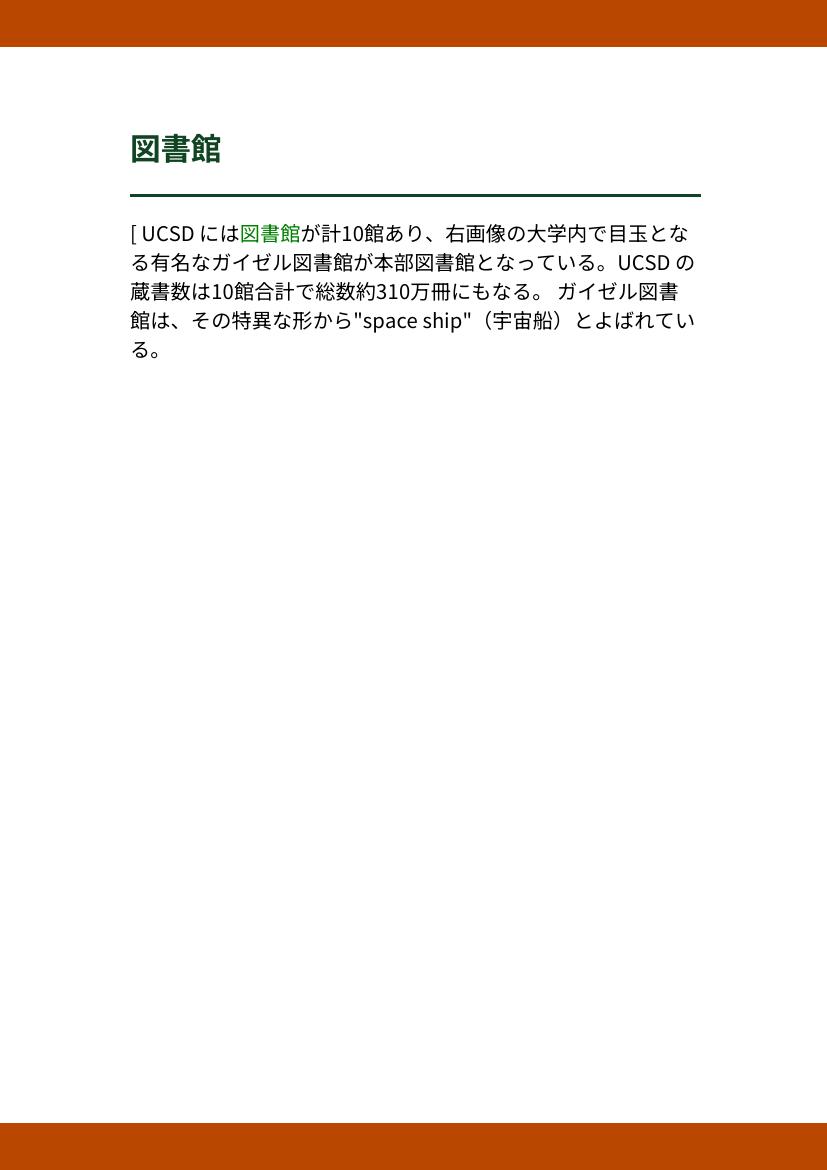 図書館
[ UCSD には図書館が計10館あり、右画像の大学内で目玉とな
る有名なガイゼル図書館が本部図書館となっている。UCSD の
蔵書数は10館合計で総数約310万冊にもなる。 ガイゼル図書
館は、その特異な形から"space ship"（宇宙船）とよばれてい
る。